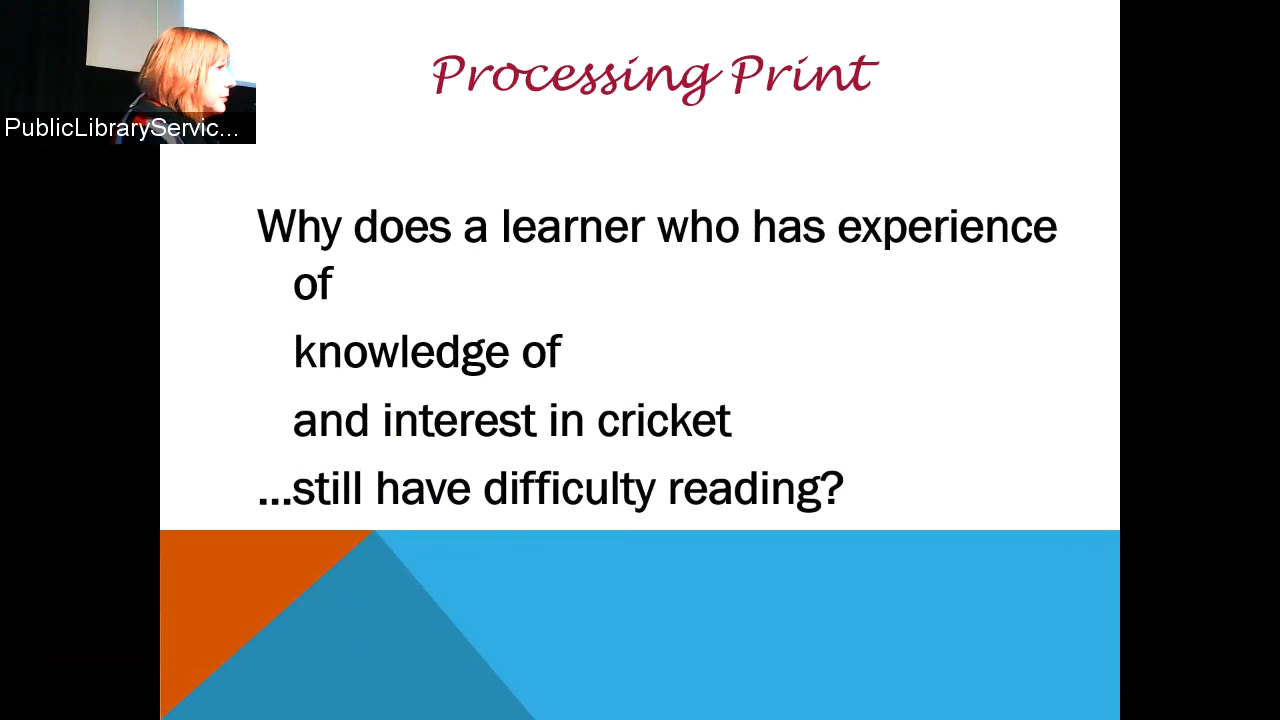 Processing Print
PublicLibraryServic...
Why does a learner who has experience
of
knowledge of
and interest in cricket
...still have difficulty reading?